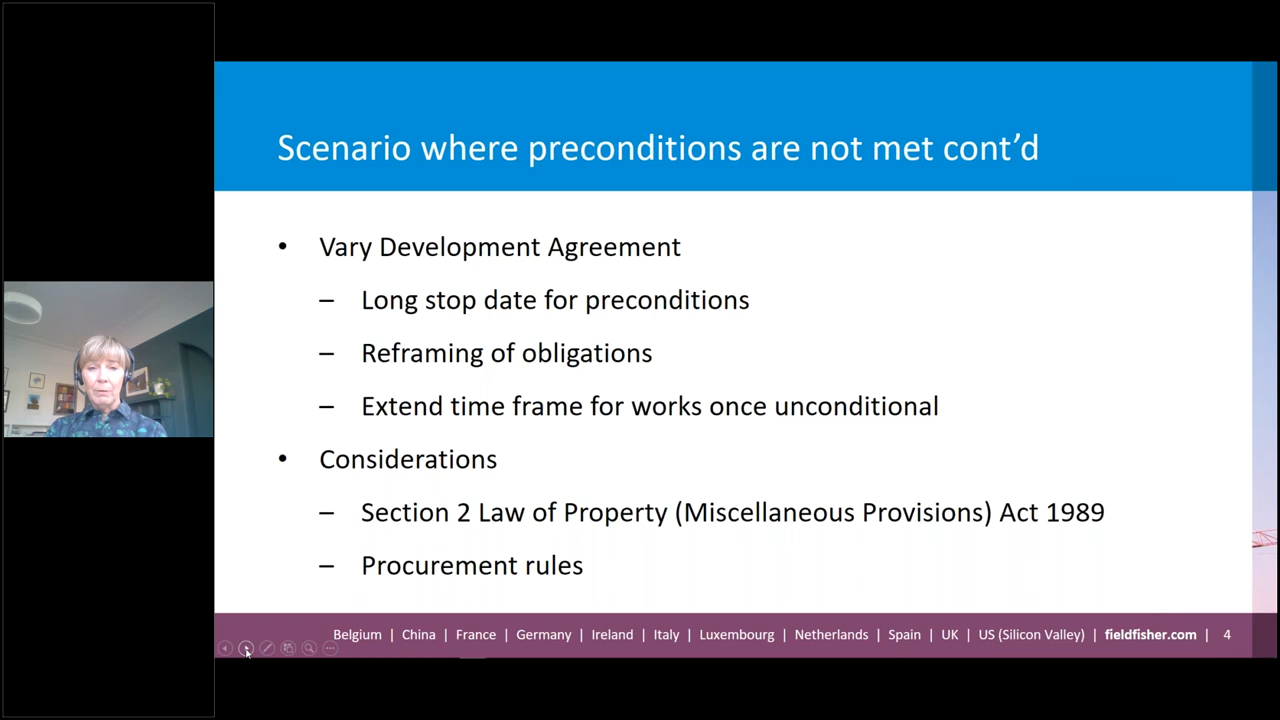 Scenario where preconditions are not met cont’d
• Vary Development Agreement
– Long stop date for preconditions
– Reframing of obligations
– Extend time frame for works once unconditional
• Considerations
– Section 2 Law of Property (Miscellaneous Provisions) Act 1989
– Procurement rules
Belgium | China | France | Germany | Ireland | Italy | Luxembourg | Netherlands | Spain | UK | US (Silicon Valley) | fieldfisher.com | 4